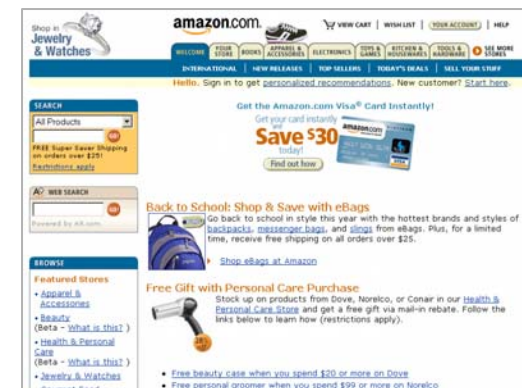 Shop in
Jewelry
& Watches
amazon.com.
VIEW CART | WISH LIST | YOUR ACCOUNT | HELP
WELCOME
YOUR STORE
BOOKS
APPAREL & ACCESSORIES
ELECTRONICS
TOYS & GAMES
KITCHEN & HOUSEWARES
TOOLS & HARDWARE
SEE MORE STORES
INTERNATIONAL | NEW RELEASES | TOP SELLERS | TODAY'S DEALS | SELL YOUR STUFF
Hello. Sign in to get personalized recommendations. New customer? Start here.
SEARCH
All Products
GO!
FREE Super Saver Shipping
on orders over $25!
Restrictions apply
A9 WEB SEARCH
GO!
Powered by A9.com.
BROWSE
Featured Stores
• Apparel &
Accessories
• Beauty
(Beta - What is this? )
• Health & Personal
Care
(Beta - What is this? )
• Jewelry & Watches
Get the Amazon.com Visa® Card Instantly!
Get your card instantly
and
Save $30
today!
Find out how
amazon.com
VISA
Back to School: Shop & Save with eBags
Go back to school in style this year with the hottest brands and styles of
backpacks, messenger bags, and slings from eBags. Plus, for a limited
time, receive free shipping on all orders over $25.
Shop eBags at Amazon
Free Gift with Personal Care Purchase
Stock up on products from Dove, Norelco, or Conair in our Health &
Personal Care Store and get a free gift via mail-in rebate. Follow the
links below to learn how (restrictions apply).
• Free beauty case when you spend $20 or more on Dove
• Free personal groomer when you spend $99 or more on Norelco